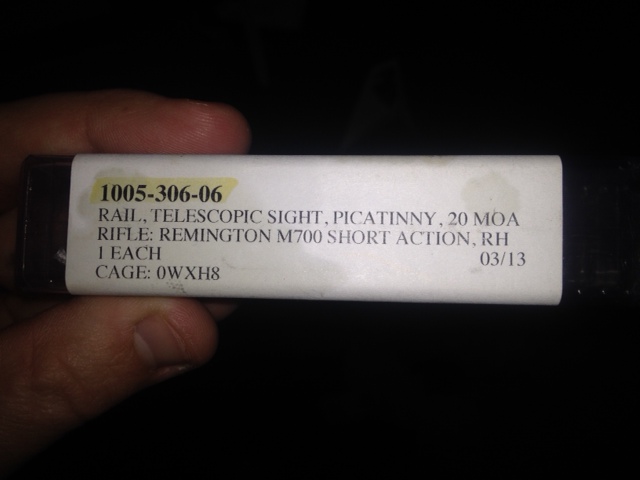 1005-306-06
RAIL, TELESCOPIC SIGHT, PICATINNY, 20 MOA
RIFLE: REMINGTON M700 SHORT ACTION, RH
1 EACH 03/13
CAGE: 0WXH8